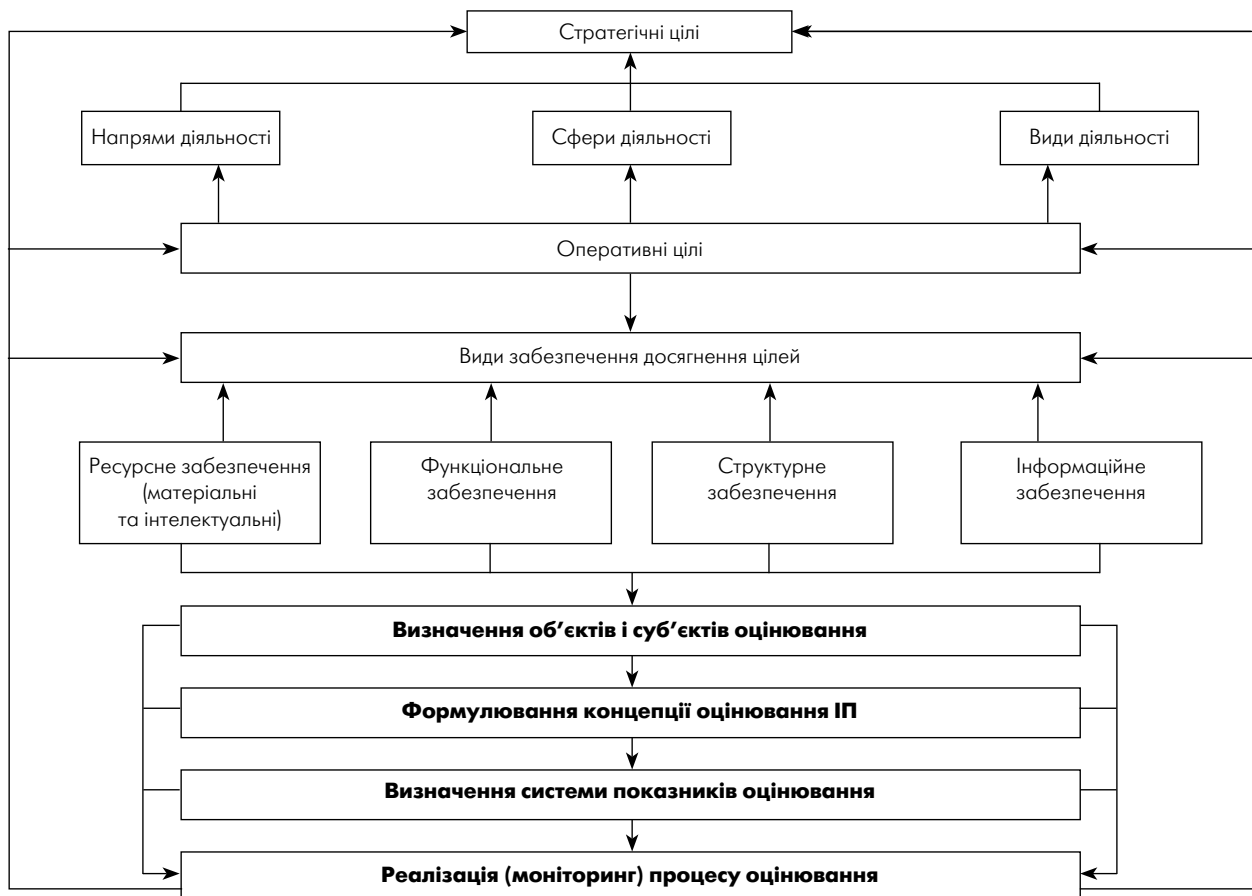 Стратегічні цілі
Напрями діяльності
Сфери діяльності
Види діяльності
Оперативні цілі
Види забезпечення досягнення цілей
Ресурсне забезпечення
(матеріальні
та інтелектуальні)
Функціональне
забезпечення
Структурне
забезпечення
Інформаційне
забезпечення
Визначення об’єктів і суб’єктів оцінювання
Формулювання концепції оцінювання ІП
Визначення системи показників оцінювання
Реалізація (моніторинг) процесу оцінювання